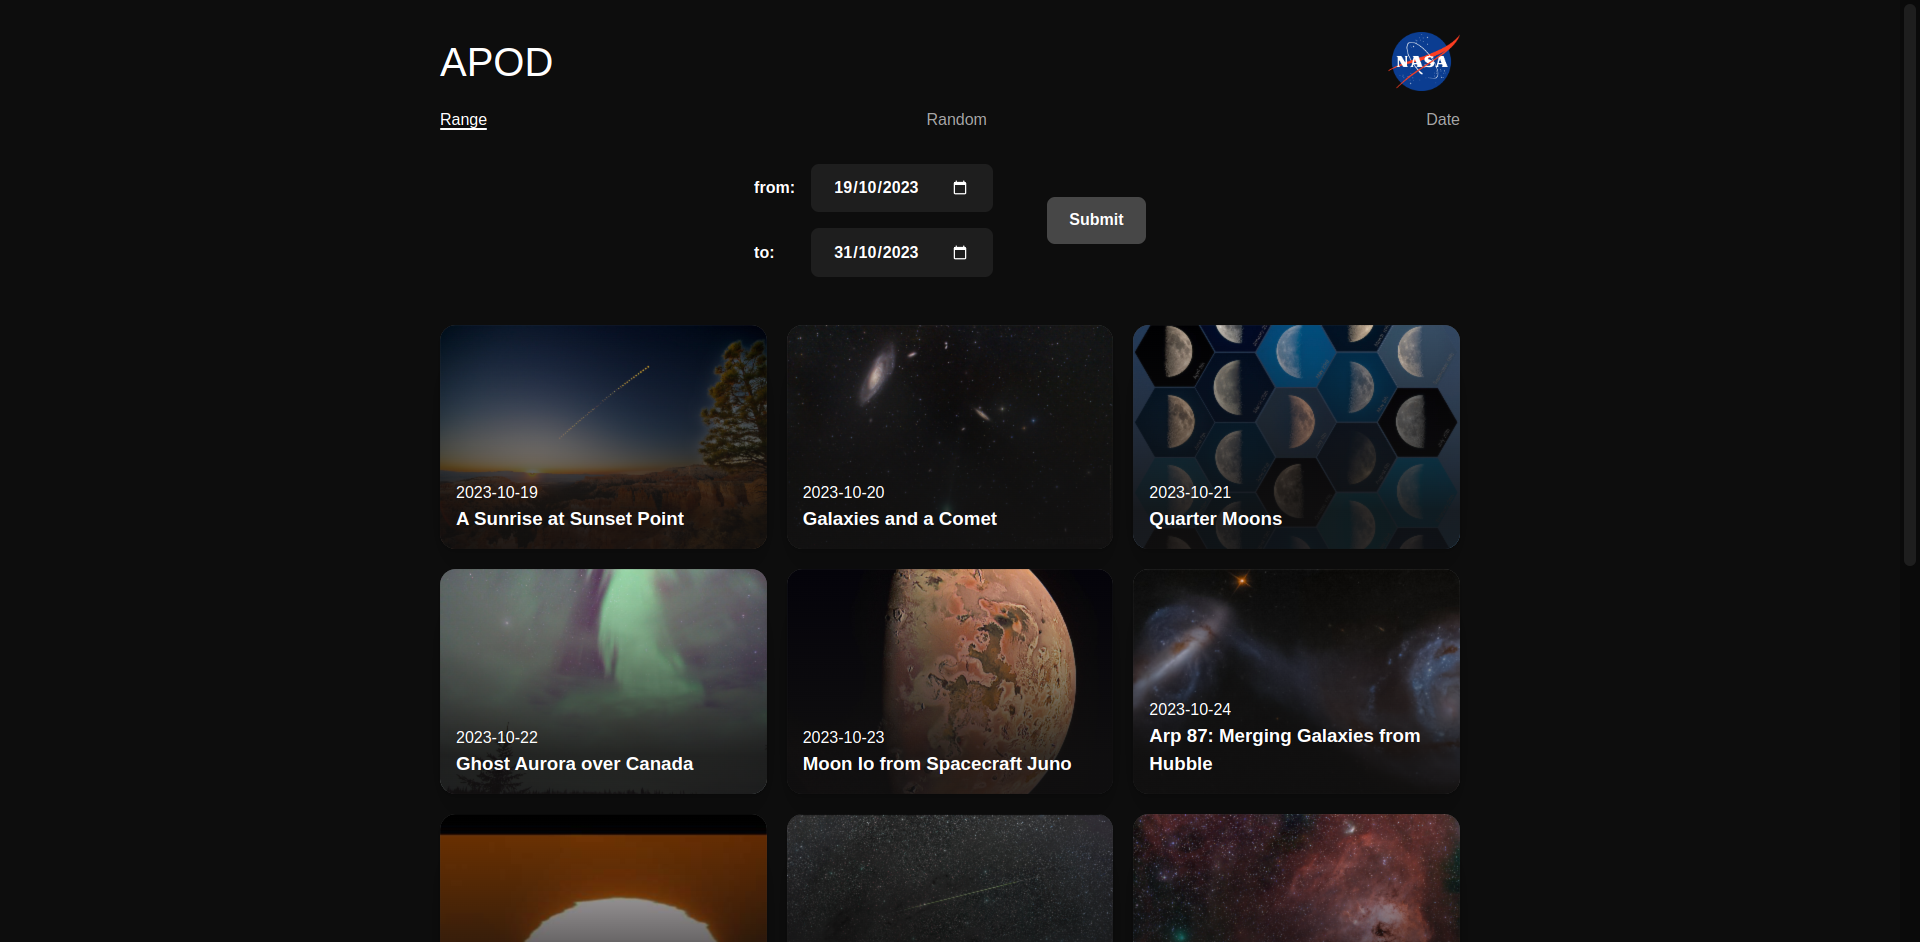 APOD
NASA
Range
Random
Date
from:
19/10/2023
to:
31/10/2023
Submit
2023-10-19
A Sunrise at Sunset Point
2023-10-20
Galaxies and a Comet
2023-10-21
Quarter Moons
2023-10-22
Ghost Aurora over Canada
2023-10-23
Moon Io from Spacecraft Juno
2023-10-24
Arp 87: Merging Galaxies from
Hubble